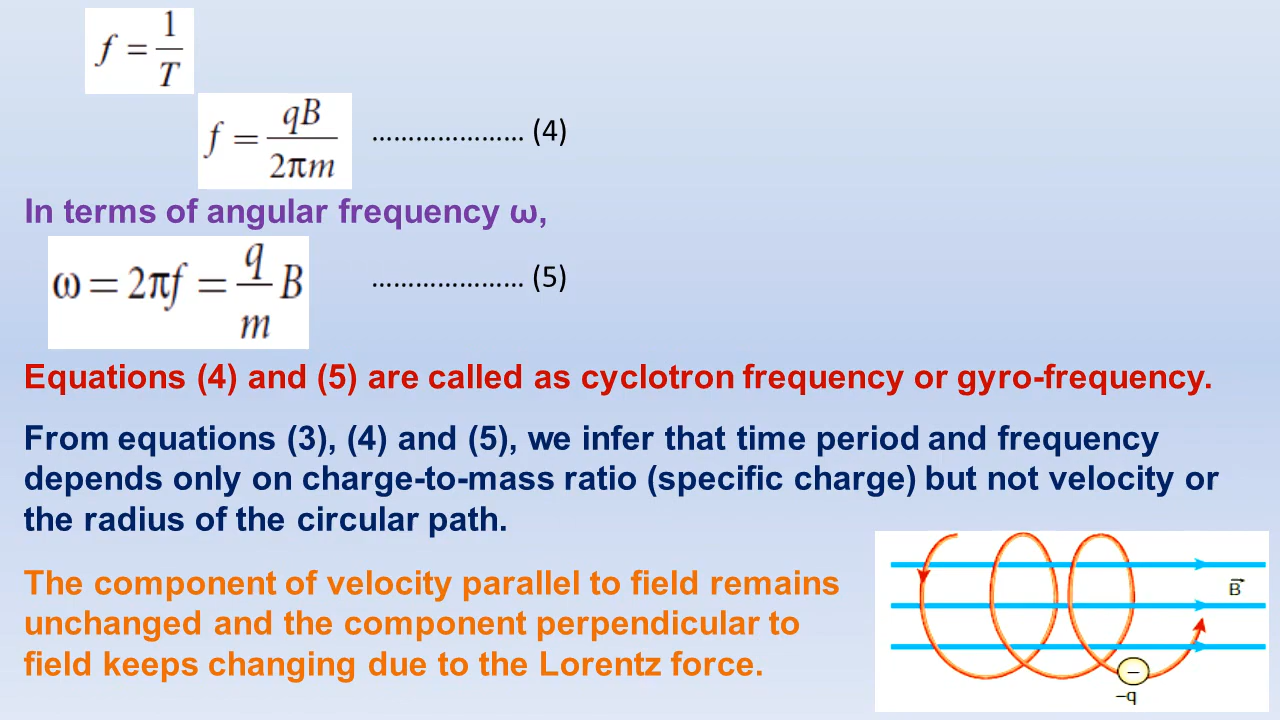 f = 1/T
f = qB/2πm ………………… (4)
In terms of angular frequency ω,
ω = 2πf = q/m B ………………… (5)
Equations (4) and (5) are called as cyclotron frequency or gyro-frequency.
From equations (3), (4) and (5), we infer that time period and frequency
depends only on charge-to-mass ratio (specific charge) but not velocity or
the radius of the circular path.
The component of velocity parallel to field remains
unchanged and the component perpendicular to
field keeps changing due to the Lorentz force.
B⃗
−
−q